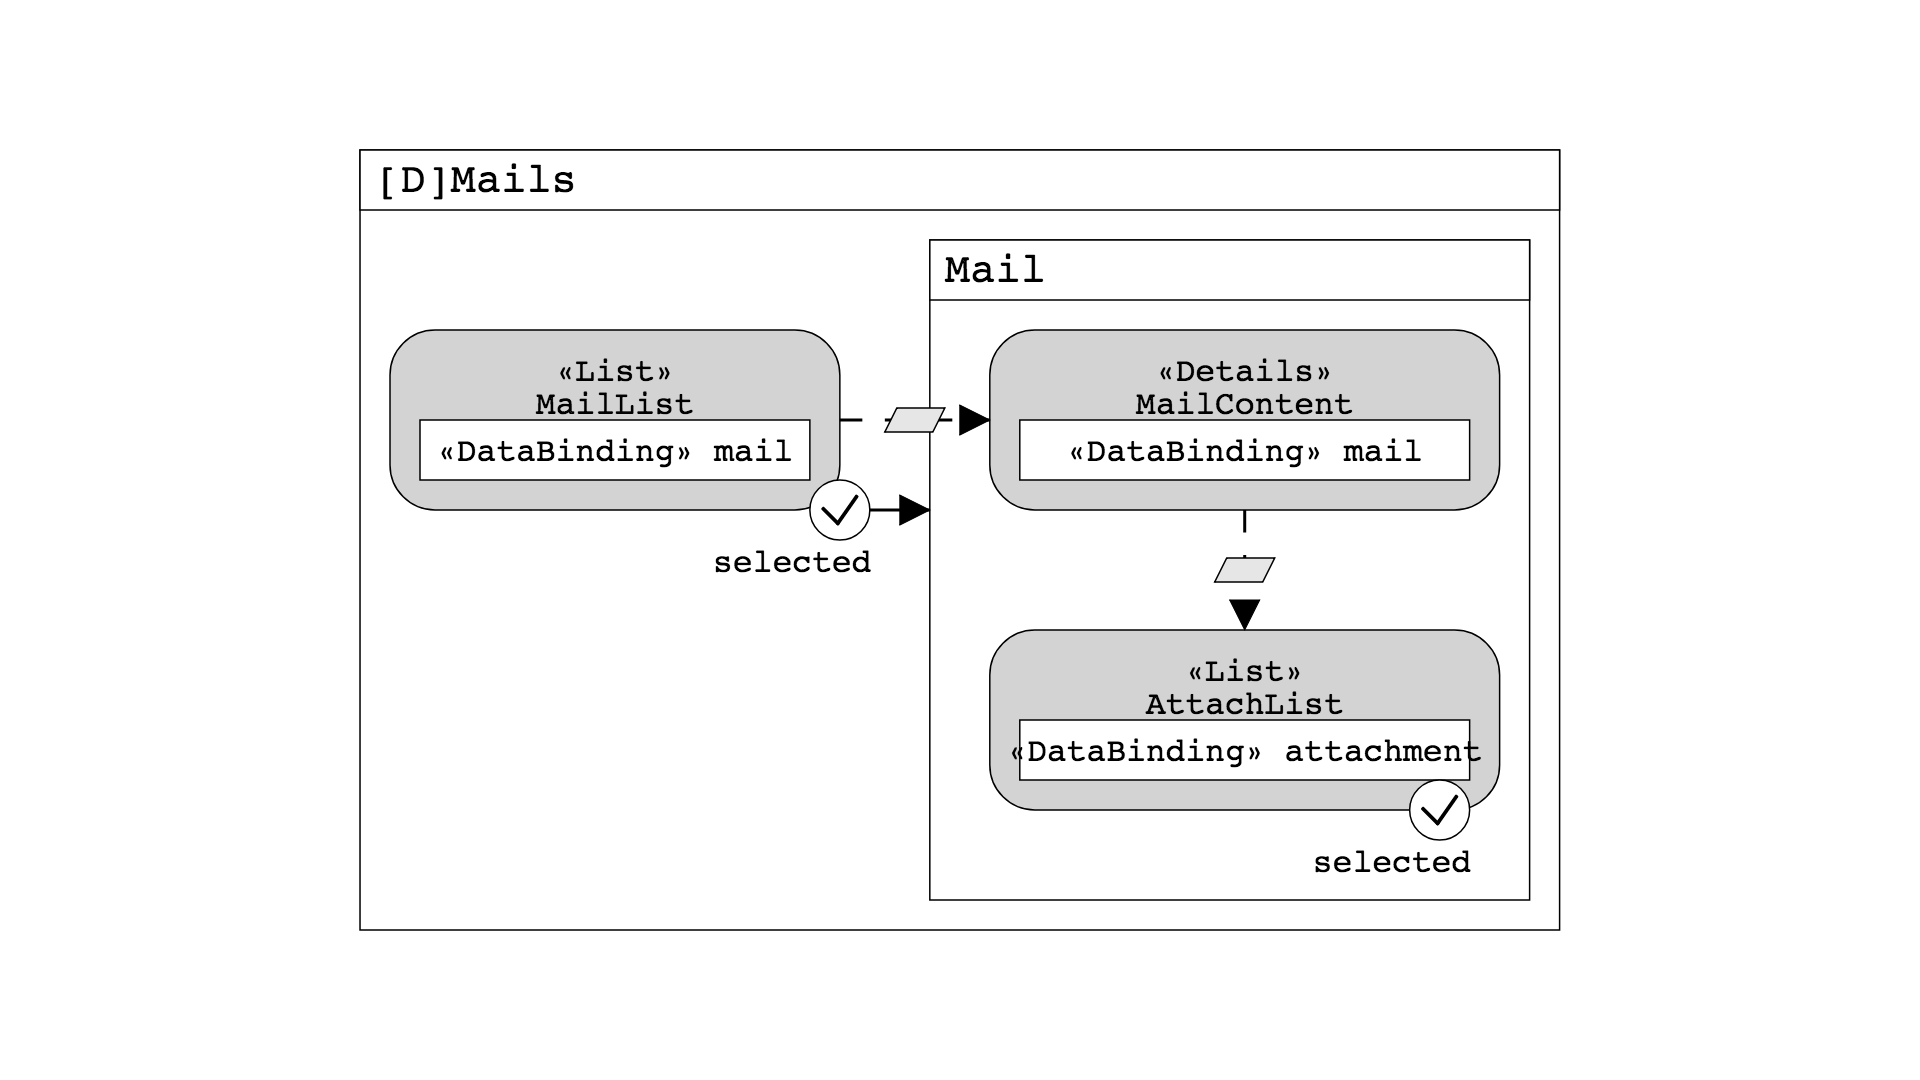 [D]Mails
Mail
«List»
MailList
«DataBinding» mail
selected
«Details»
MailContent
«DataBinding» mail
«List»
AttachList
«DataBinding» attachment
selected